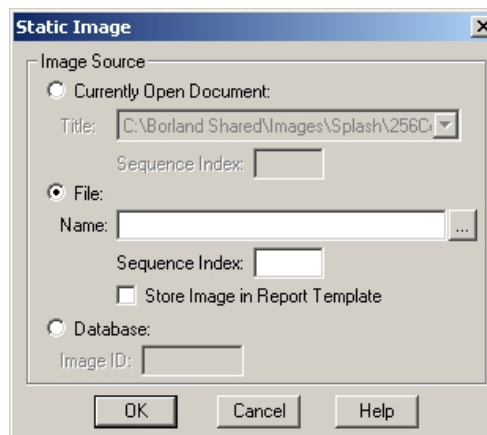 Static Image
Image Source
Currently Open Document:
Title: C:\Borland Shared\Images\Splash\256C
Sequence Index:
File:
Name: ...
Sequence Index:
Store Image in Report Template
Database:
Image ID:
OK Cancel Help